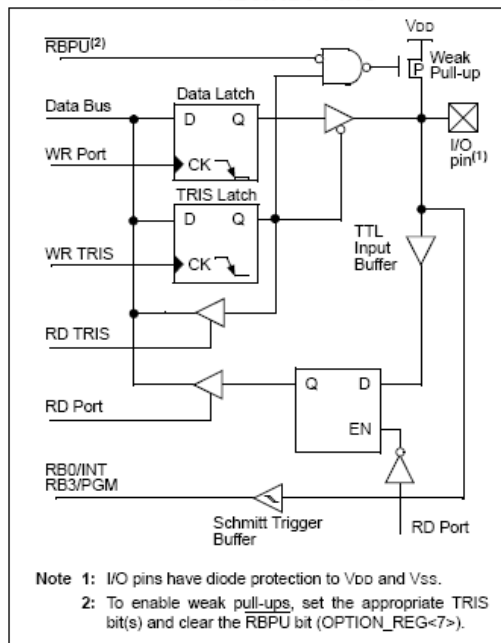 VDD
RBPU(2)
Weak
P
Pull-up
Data Bus
Data Latch
D Q
WR Port
CK
I/O
pin(1)
TRIS Latch
D Q
TTL
Input
Buffer
WR TRIS
CK
RD TRIS
Q D
RD Port
EN
RB0/INT
RB3/PGM
Schmitt Trigger
Buffer
RD Port
Note 1: I/O pins have diode protection to VDD and VSS.
2: To enable weak pull-ups, set the appropriate TRIS
bit(s) and clear the RBPU bit (OPTION_REG<7>).